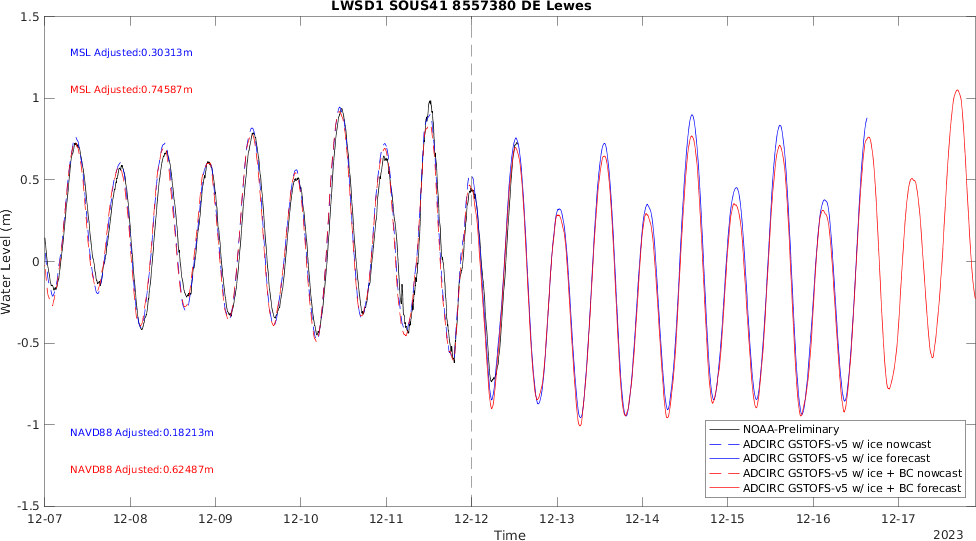 LWSD1 SOUS41 8557380 DE Lewes
1.5
MSL Adjusted:0.30313m
MSL Adjusted:0.74587m
1
0.5
Water Level (m)
0
-0.5
-1
NAVD88 Adjusted:0.18213m
NAVD88 Adjusted:0.62487m
NOAA-Preliminary
ADCIRC GSTOFS-v5 w/ ice nowcast
ADCIRC GSTOFS-v5 w/ ice forecast
ADCIRC GSTOFS-v5 w/ ice + BC nowcast
ADCIRC GSTOFS-v5 w/ ice + BC forecast
-1.5
12-07 12-08 12-09 12-10 12-11 12-12 12-13 12-14 12-15 12-16 12-17
Time
2023